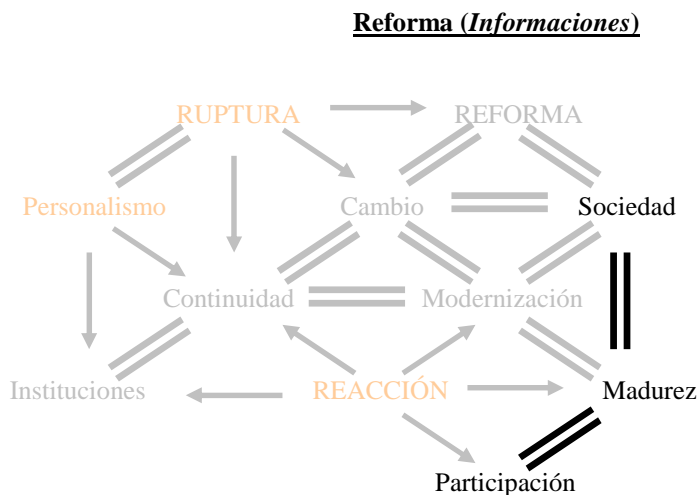 Reforma (Informaciones)
RUPTURA REFORMA
Personalismo Cambio Sociedad
Continuidad Modernización
Instituciones REACCIÓN Madurez
Participación